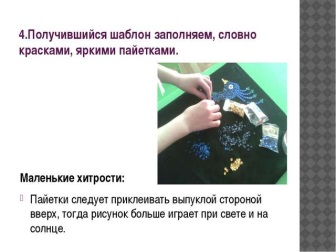 4.Получившийся шаблон заполняем, словно
красками, яркими пайетками.
Маленькие хитрости:
Пайетки следует приклеивать выпуклой стороной
вверх, тогда рисунок больше играет при свете и на
солнце.